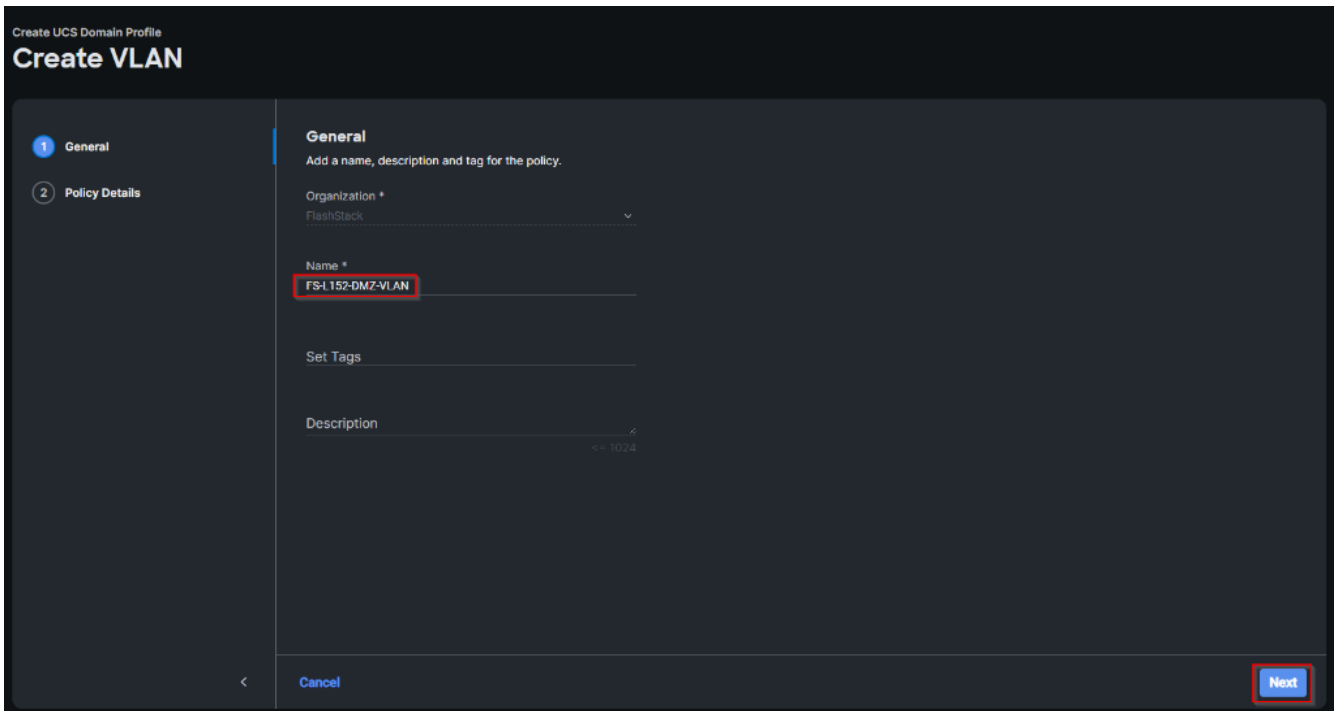 Create UCS Domain Profile
Create VLAN
1 General
2 Policy Details
General
Add a name, description and tag for the policy.
Organization *
FlashStack
Name *
FS-L152-DMZ-VLAN
Set Tags
Description
<= 1024
Cancel
Next